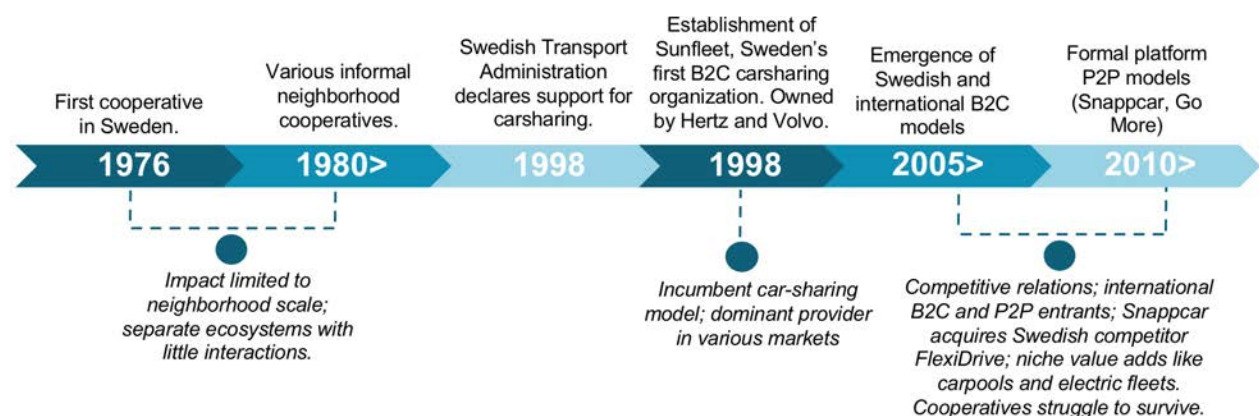 First cooperative
in Sweden.
Various informal
neighborhood
cooperatives.
Swedish Transport
Administration
declares support for
carsharing.
Establishment of
Sunfleet, Sweden's
first B2C carsharing
organization. Owned
by Hertz and Volvo.
Emergence of
Swedish and
international B2C
models
Formal platform
P2P models
(Snappcar, Go
More)
1976
1980>
1998
1998
2005>
2010>
Impact limited to
neighborhood scale;
separate ecosystems with
little interactions.
Incumbent car-sharing
model; dominant provider
in various markets
Competitive relations; international
B2C and P2P entrants; Snappcar
acquires Swedish competitor
FlexiDrive; niche value adds like
carpools and electric fleets.
Cooperatives struggle to survive.